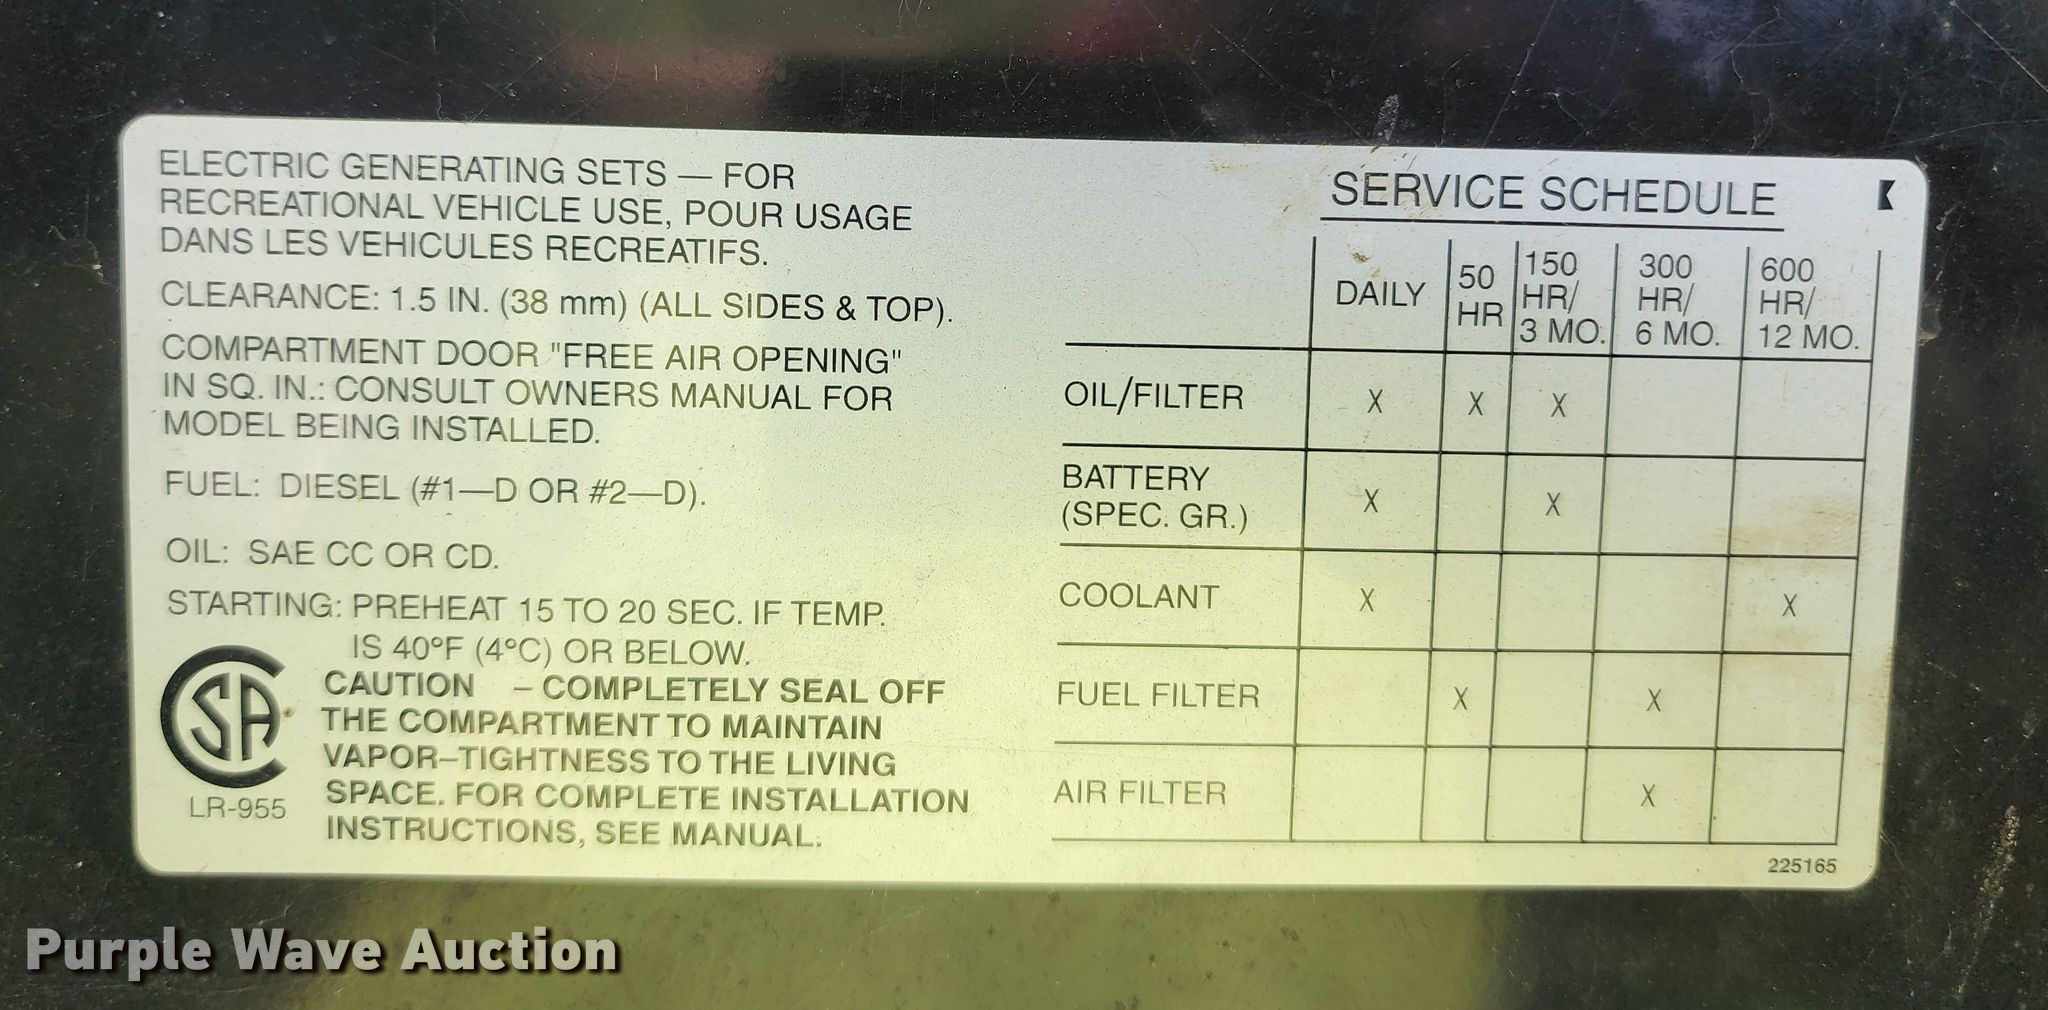 ELECTRIC GENERATING SETS — FOR
RECREATIONAL VEHICLE USE, POUR USAGE
DANS LES VEHICULES RECREATIFS.
CLEARANCE: 1.5 IN. (38 mm) (ALL SIDES & TOP).
COMPARTMENT DOOR "FREE AIR OPENING"
IN SQ. IN.: CONSULT OWNERS MANUAL FOR
MODEL BEING INSTALLED.
FUEL: DIESEL (#1—D OR #2—D).
OIL: SAE CC OR CD.
STARTING: PREHEAT 15 TO 20 SEC. IF TEMP.
IS 40°F (4°C) OR BELOW.
CAUTION – COMPLETELY SEAL OFF
THE COMPARTMENT TO MAINTAIN
VAPOR–TIGHTNESS TO THE LIVING
SPACE. FOR COMPLETE INSTALLATION
INSTRUCTIONS, SEE MANUAL.
CSA
LR-955
SERVICE SCHEDULE K
DAILY 50 HR 150 HR/ 3 MO. 300 HR/ 6 MO. 600 HR/ 12 MO.
OIL/FILTER X X X
BATTERY
(SPEC. GR.) X X
COOLANT X X
FUEL FILTER X X
AIR FILTER X
225165
Purple Wave Auction